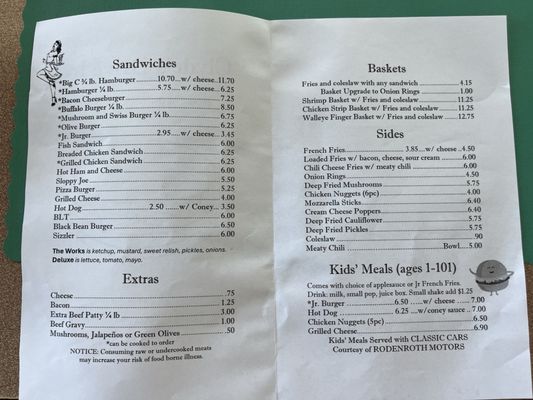 Sandwiches
*Big C ¾ lb. Hamburger..........10.70...w/ cheese..11.70
*Hamburger ¼ lb..............5.75.....w/ cheese...6.25
*Bacon Cheeseburger..............7.25
*Buffalo Burger ¼ lb..............8.50
*Mushroom and Swiss Burger ¼ lb..............6.75
*Olive Burger..............6.25
*Jr. Burger..............2.95.....w/ cheese...3.45
Fish Sandwich..............6.00
Breaded Chicken Sandwich..............6.25
*Grilled Chicken Sandwich..............6.25
Hot Ham and Cheese..............6.00
Sloppy Joe..............5.50
Pizza Burger..............5.25
Grilled Cheese..............4.00
Hot Dog..............2.50 ......w/ Coney... 3.50
BLT..............6.00
Black Bean Burger..............6.50
Sizzler..............6.00
The Works is ketchup, mustard, sweet relish, pickles, onions.
Deluxe is lettuce, tomato, mayo.
Extras
Cheese..............75
Bacon..............1.25
Extra Beef Patty ¼ lb..............3.00
Beef Gravy..............1.00
Mushrooms, Jalapeños or Green Olives...............50
*can be cooked to order
NOTICE: Consuming raw or undercooked meats
may increase your risk of food borne illness.
Baskets
Fries and coleslaw with any sandwich..............4.15
Basket Upgrade to Onion Rings..............1.00
Shrimp Basket w/ Fries and coleslaw..............11.25
Chicken Strip Basket w/ Fries and coleslaw..............11.25
Walleye Finger Basket w/ Fries and coleslaw..............12.75
Sides
French Fries..............3.85....w/ cheese ..4.50
Loaded Fries w/ bacon, cheese, sour cream ..............6.00
Chili Cheese Fries w/ meaty chili..............6.00
Onion Rings..............4.50
Deep Fried Mushrooms..............5.75
Chicken Nuggets (6pc)..............4.00
Mozzarella Sticks..............6.40
Cream Cheese Poppers..............6.40
Deep Fried Cauliflower..............5.75
Deep Fried Pickles..............5.75
Coleslaw...............90
Meaty Chili..............Bowl.....5.00
Kids' Meals (ages 1-101)
Comes with choice of applesauce or Jr French Fries.
Drink: milk, small pop, juice box. Small shake add $1.25
*Jr. Burger..............6.50 .....w/ cheese ..... 7.00
Hot Dog..............6.25 ...w/coney sauce .. 7.00
Chicken Nuggets (5pc)..............6.50
Grilled Cheese..............6.90
Kids' Meals Served with CLASSIC CARS
Courtesy of RODENROTH MOTORS